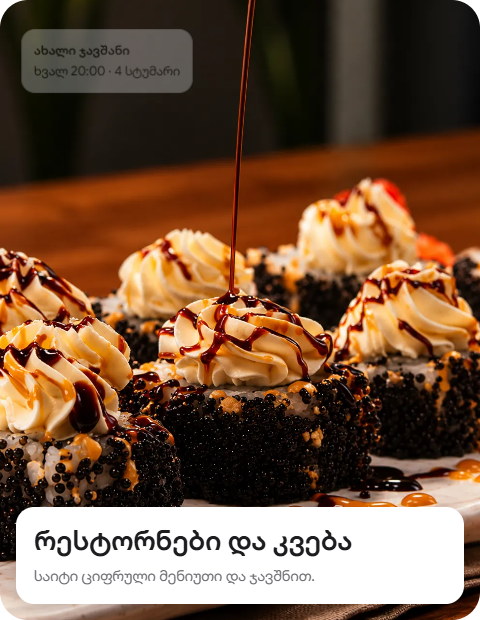 ახალი ჯავშანი
ხვალ 20:00 · 4 სტუმარი
რესტორნები და კვება
საიტი ციფრული მენიუთი და ჯავშნით.